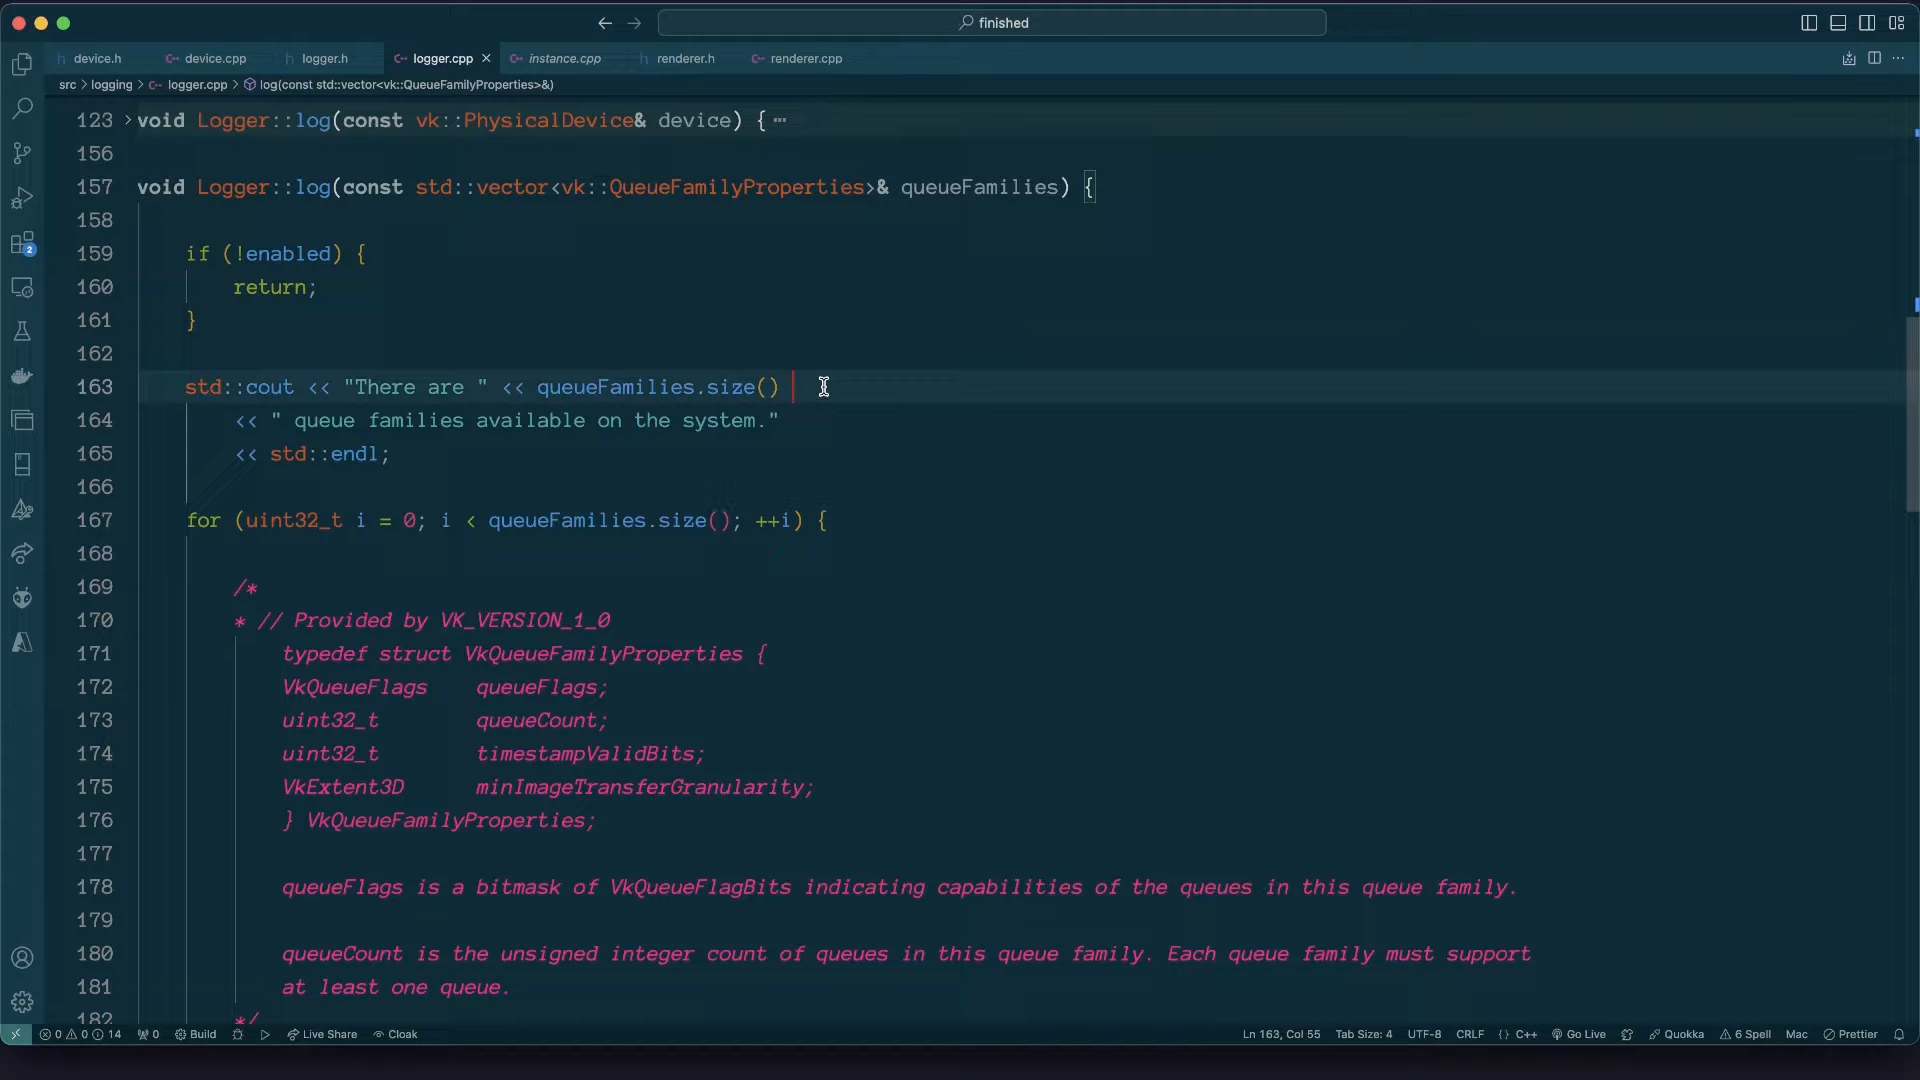 finished
device.h device.cpp logger.h logger.cpp instance.cpp renderer.h renderer.cpp
src > logging > logger.cpp > log(const std::vector<vk::QueueFamilyProperties>&)
123 void Logger::log(const vk::PhysicalDevice& device) {
156
157 void Logger::log(const std::vector<vk::QueueFamilyProperties>& queueFamilies) {
158
159 if (!enabled) {
160 return;
161 }
162
163 std::cout << "There are " << queueFamilies.size()
164 << " queue families available on the system."
165 << std::endl;
166
167 for (uint32_t i = 0; i < queueFamilies.size(); ++i) {
168
169 /*
170 * // Provided by VK_VERSION_1_0
171 typedef struct VkQueueFamilyProperties {
172 VkQueueFlags queueFlags;
173 uint32_t queueCount;
174 uint32_t timestampValidBits;
175 VkExtent3D minImageTransferGranularity;
176 } VkQueueFamilyProperties;
177
178 queueFlags is a bitmask of VkQueueFlagBits indicating capabilities of the queues in this queue family.
179
180 queueCount is the unsigned integer count of queues in this queue family. Each queue family must support
181 at least one queue.
182 */
2
0 0 14 0 Build Live Share Cloak Ln 163, Col 55 Tab Size: 4 UTF-8 CRLF {} C++ Go Live Quokka 6 Spell Mac Prettier